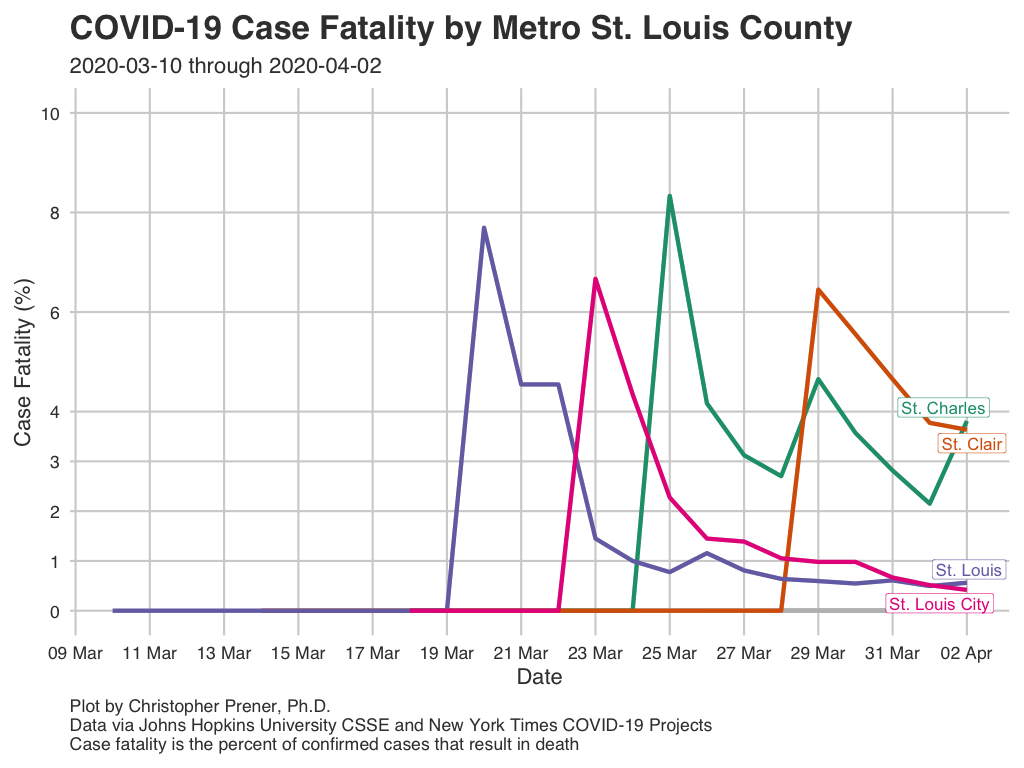 COVID-19 Case Fatality by Metro St. Louis County
2020-03-10 through 2020-04-02
10
8
6
4
3
2
1
0
Case Fatality (%)
St. Charles
St. Clair
St. Louis
St. Louis City
09 Mar 11 Mar 13 Mar 15 Mar 17 Mar 19 Mar 21 Mar 23 Mar 25 Mar 27 Mar 29 Mar 31 Mar 02 Apr
Date
Plot by Christopher Prener, Ph.D.
Data via Johns Hopkins University CSSE and New York Times COVID-19 Projects
Case fatality is the percent of confirmed cases that result in death